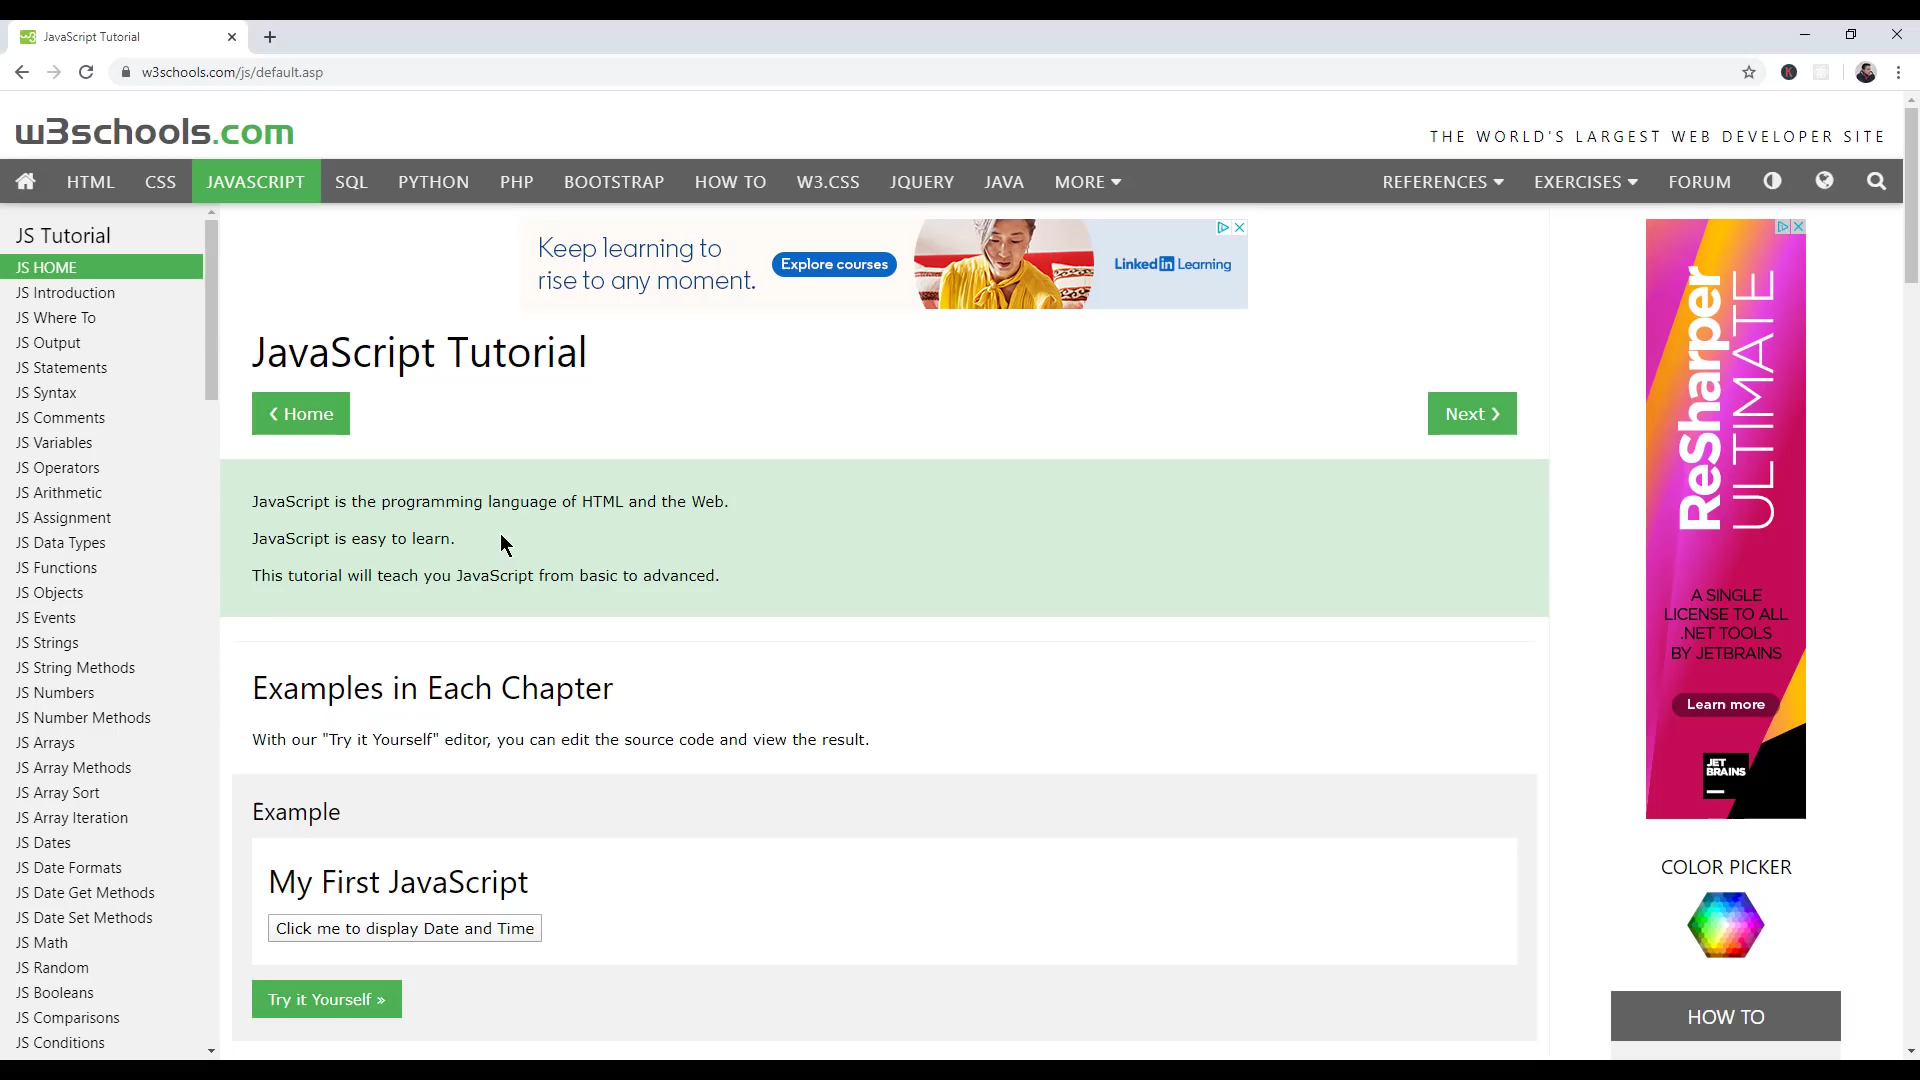 JavaScript Tutorial
w3schools.com/js/default.asp
K
w3schools.com
THE WORLD'S LARGEST WEB DEVELOPER SITE
HTML CSS JAVASCRIPT SQL PYTHON PHP BOOTSTRAP HOW TO W3.CSS JQUERY JAVA MORE REFERENCES EXERCISES FORUM
JS Tutorial
JS HOME
JS Introduction
JS Where To
JS Output
JS Statements
JS Syntax
JS Comments
JS Variables
JS Operators
JS Arithmetic
JS Assignment
JS Data Types
JS Functions
JS Objects
JS Events
JS Strings
JS String Methods
JS Numbers
JS Number Methods
JS Arrays
JS Array Methods
JS Array Sort
JS Array Iteration
JS Dates
JS Date Formats
JS Date Get Methods
JS Date Set Methods
JS Math
JS Random
JS Booleans
JS Comparisons
JS Conditions
Keep learning to
rise to any moment.
Explore courses
Linked in Learning
JavaScript Tutorial
❮ Home
Next ❯
JavaScript is the programming language of HTML and the Web.
JavaScript is easy to learn.
This tutorial will teach you JavaScript from basic to advanced.
Examples in Each Chapter
With our "Try it Yourself" editor, you can edit the source code and view the result.
Example
My First JavaScript
Click me to display Date and Time
Try it Yourself »
ReSharper
ULTIMATE
A SINGLE
LICENSE TO ALL
.NET TOOLS
BY JETBRAINS
Learn more
JET
BRAINS
COLOR PICKER
HOW TO